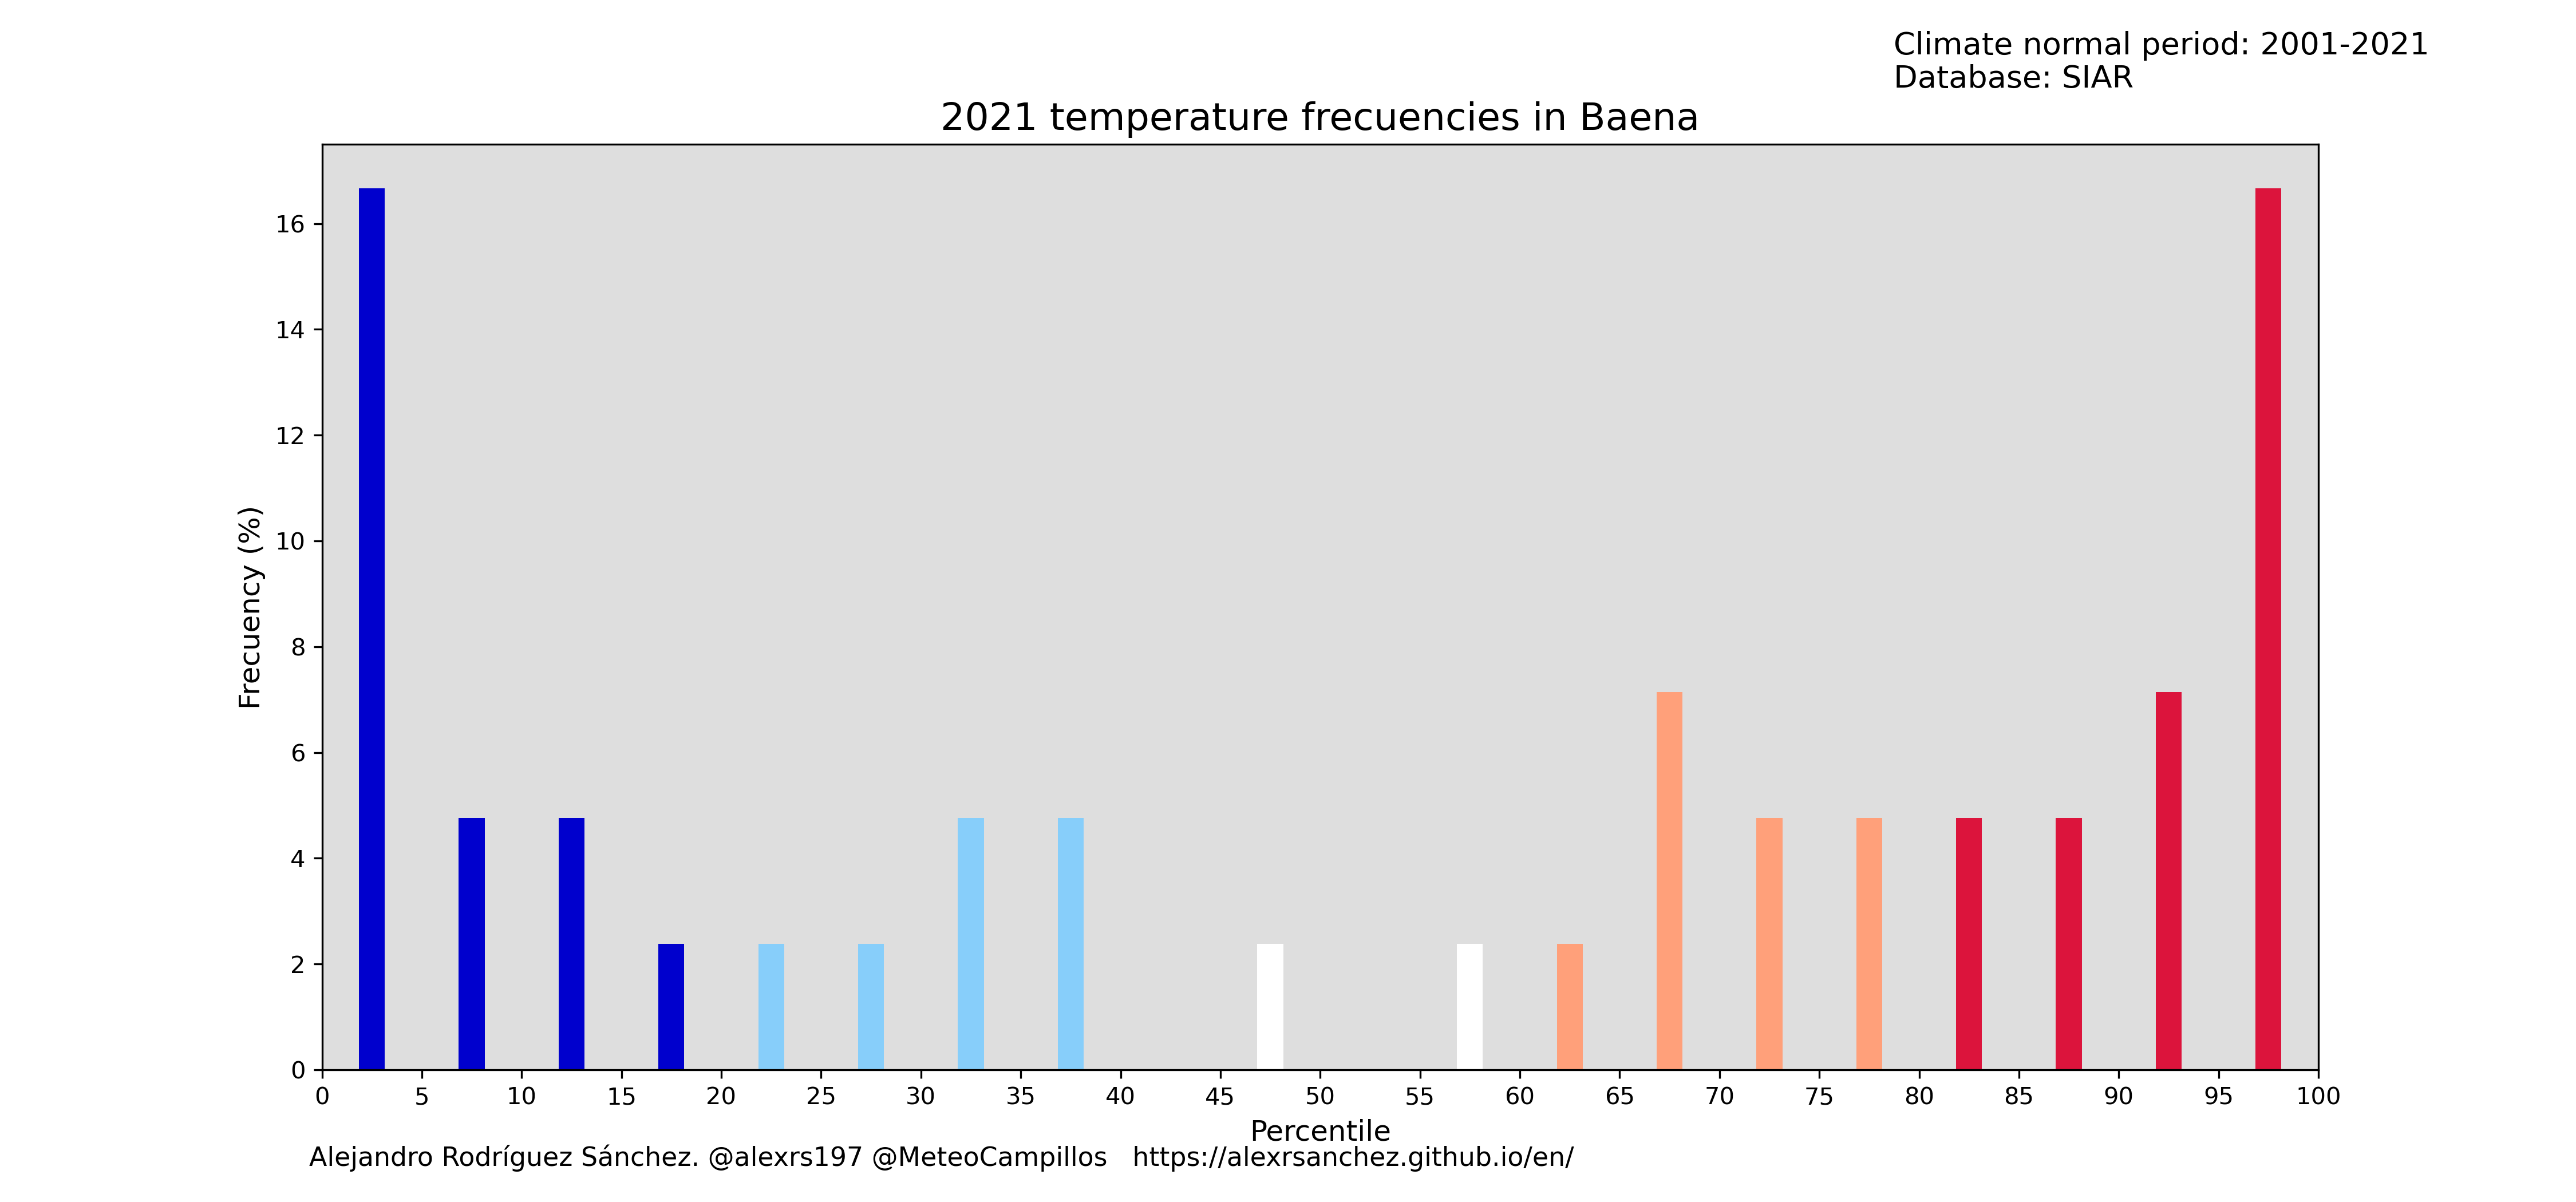 Climate normal period: 2001-2021
Database: SIAR
2021 temperature frecuencies in Baena
Frecuency (%)
16
14
12
10
8
6
4
2
0
0 5 10 15 20 25 30 35 40 45 50 55 60 65 70 75 80 85 90 95 100
Percentile
Alejandro Rodríguez Sánchez. @alexrs197 @MeteoCampillos https://alexrsanchez.github.io/en/